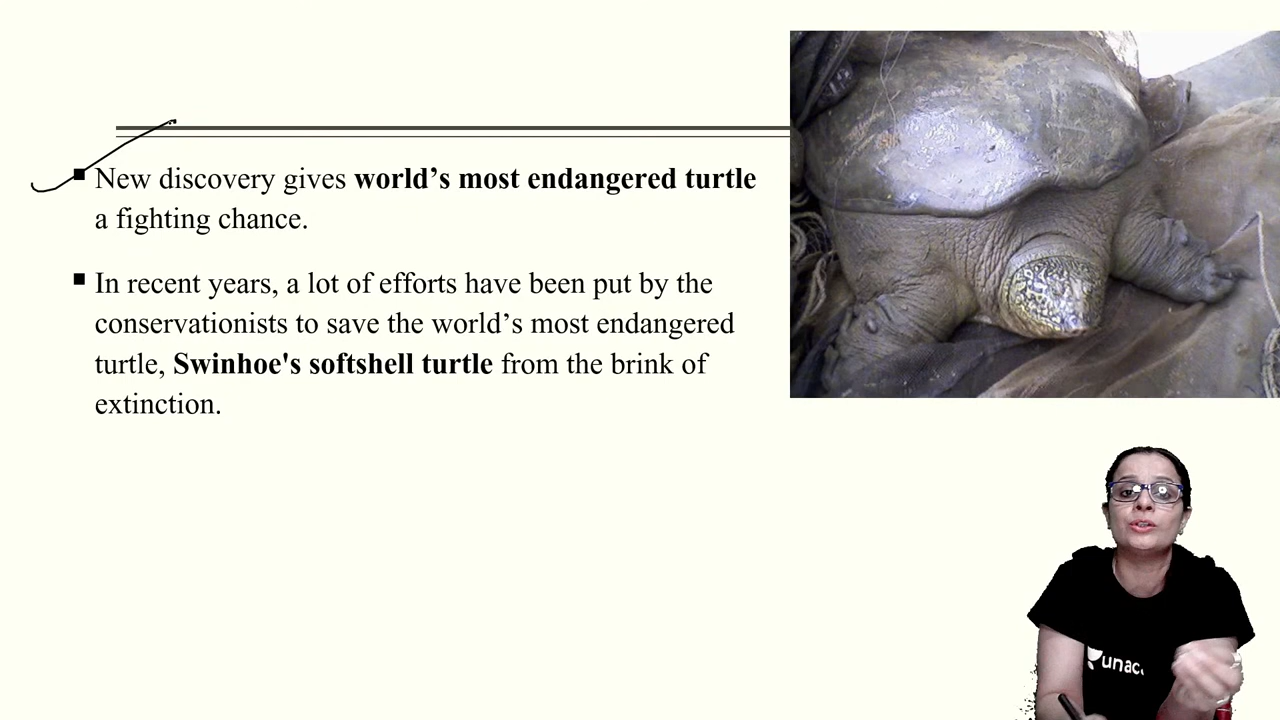 New discovery gives world’s most endangered turtle
a fighting chance.
In recent years, a lot of efforts have been put by the
conservationists to save the world’s most endangered
turtle, Swinhoe's softshell turtle from the brink of
extinction.
unac